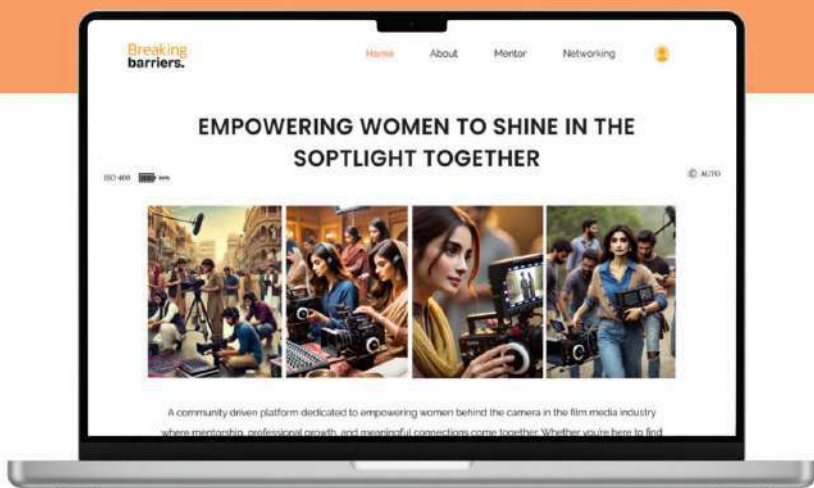 Breaking
barriers.
Home About Mentor Networking
EMPOWERING WOMEN TO SHINE IN THE
SOPTLIGHT TOGETHER
ISO 400
AUTO
A community driven platform dedicated to empowering women behind the camera in the film media industry
where mentorship, professional growth, and meaningful connections come together. Whether you're here to find